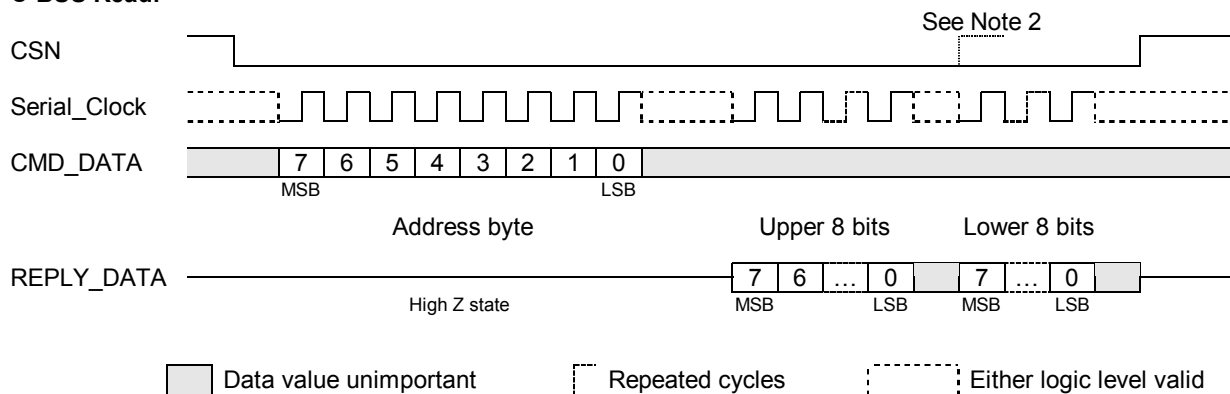 See Note 2
CSN
Serial_Clock
CMD_DATA 7 6 5 4 3 2 1 0
MSB LSB
Address byte Upper 8 bits Lower 8 bits
REPLY_DATA 7 6 … 0 7 … 0
High Z state MSB LSB MSB LSB
Data value unimportant Repeated cycles Either logic level valid